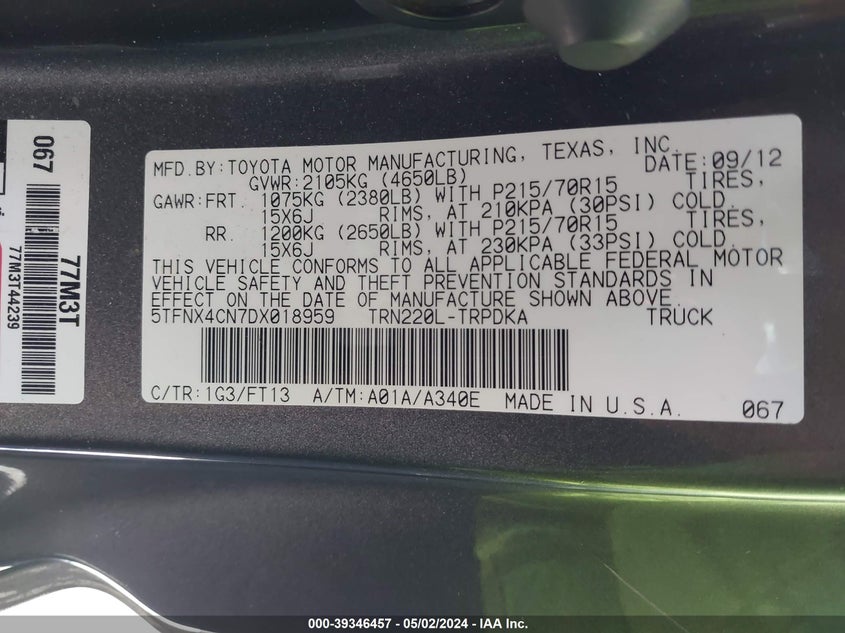 MFD.BY:TOYOTA MOTOR MANUFACTURING, TEXAS, INC.
GVWR:2105KG (4650LB) DATE:09/12
GAWR:FRT. 1075KG (2380LB) WITH P215/70R15 TIRES,
15X6J RIMS, AT 210KPA (30PSI) COLD.
RR. 1200KG (2650LB) WITH P215/70R15 TIRES,
15X6J RIMS, AT 230KPA (33PSI) COLD.
THIS VEHICLE CONFORMS TO ALL APPLICABLE FEDERAL MOTOR
VEHICLE SAFETY AND THEFT PREVENTION STANDARDS IN
EFFECT ON THE DATE OF MANUFACTURE SHOWN ABOVE.
5TFNX4CN7DX018959 TRN220L-TRPDKA TRUCK
C/TR:1G3/FT13 A/TM:A01A/A340E MADE IN U.S.A. 067
067
77M3T
77M3T44239
000-39346457 - 05/02/2024 - IAA Inc.